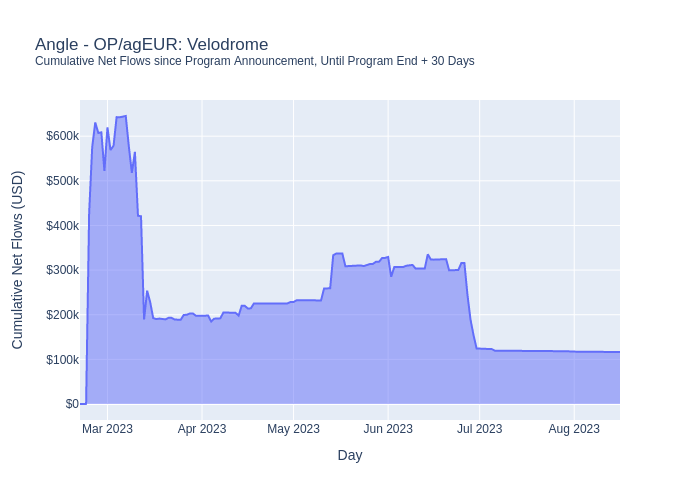 Angle - OP/agEUR: Velodrome
Cumulative Net Flows since Program Announcement, Until Program End + 30 Days
Cumulative Net Flows (USD)
$600k
$500k
$400k
$300k
$200k
$100k
$0
Mar 2023 Apr 2023 May 2023 Jun 2023 Jul 2023 Aug 2023
Day